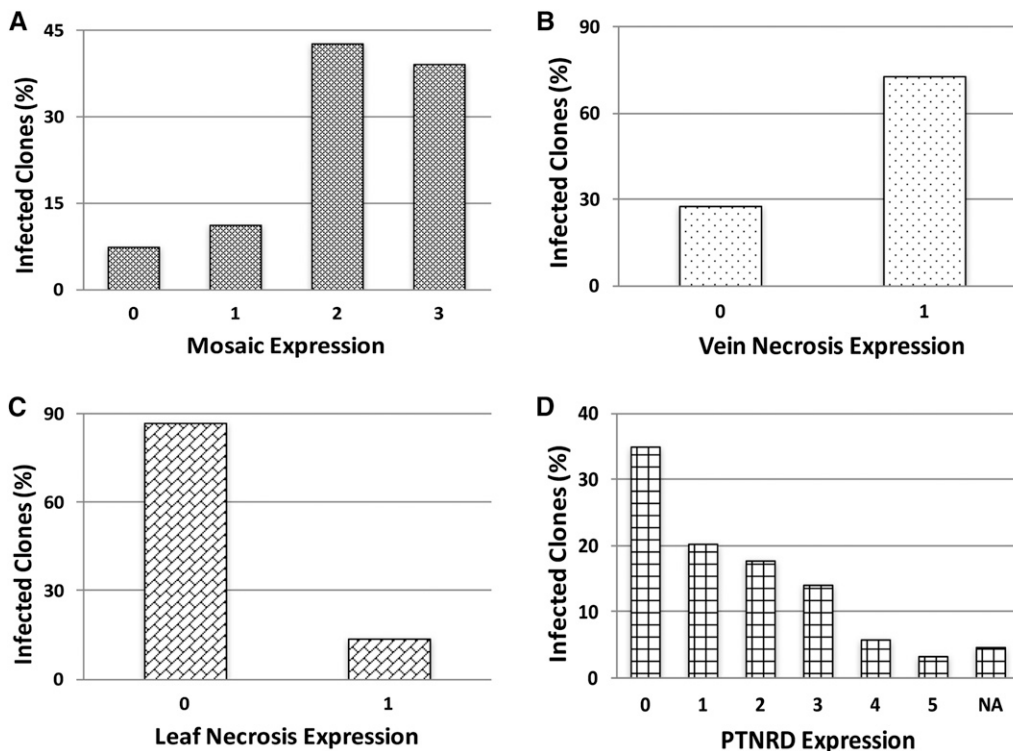 A
Infected Clones (%)
45
30
15
0
0 1 2 3
Mosaic Expression
B
Infected Clones (%)
90
60
30
0
0 1
Vein Necrosis Expression
C
Infected Clones (%)
90
60
30
0
0 1
Leaf Necrosis Expression
D
Infected Clones (%)
40
30
20
10
0
0 1 2 3 4 5 NA
PTNRD Expression